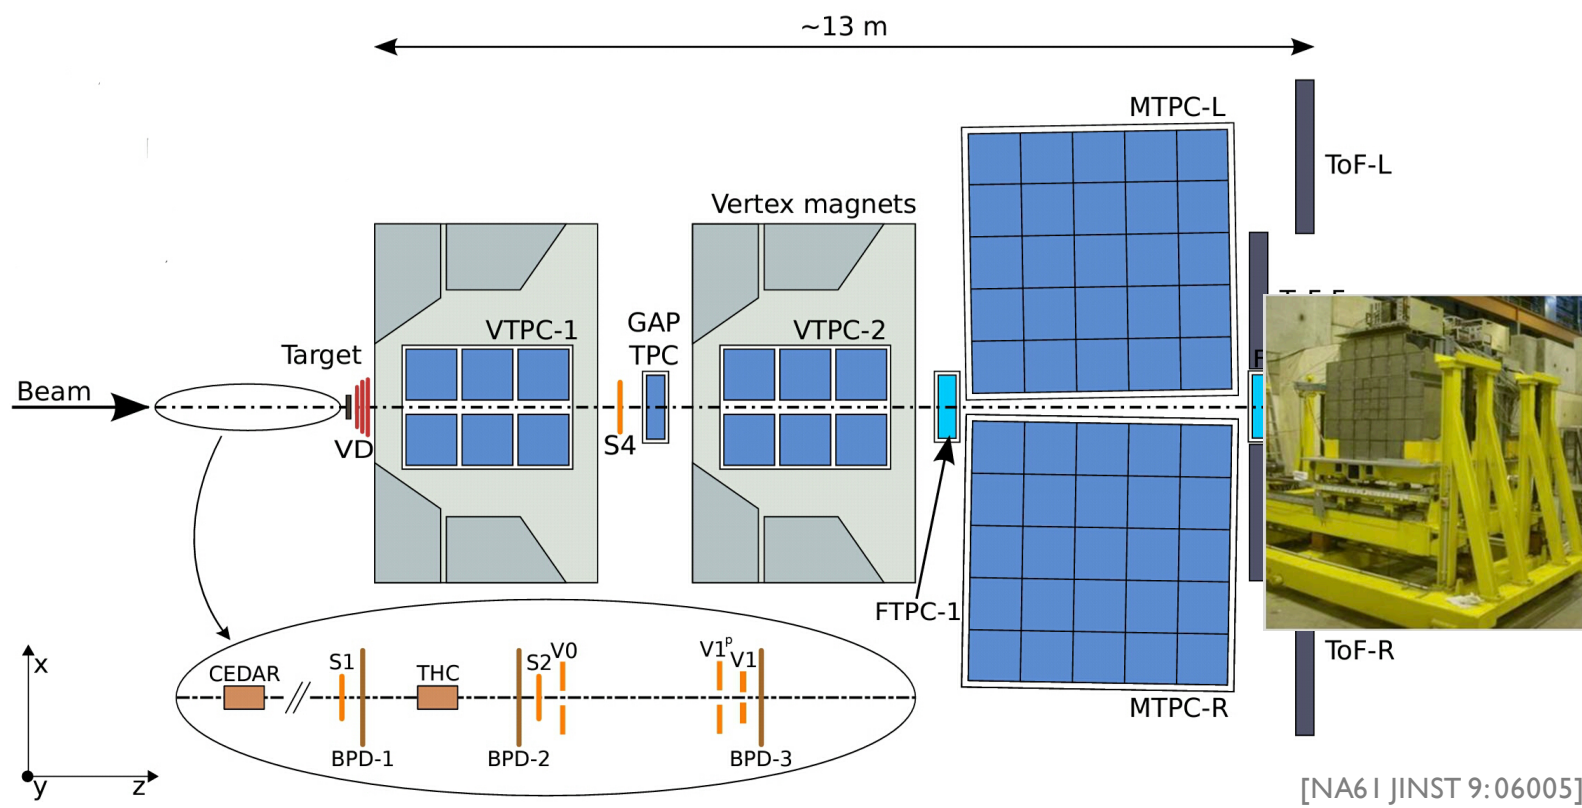 ~13 m
MTPC-L
ToF-L
Vertex magnets
VTPC-1
GAP
TPC
VTPC-2
Target
Beam
VD
S4
FTPC-1
CEDAR
S1
THC
S2
V0
V1ᵖ
V1
BPD-1
BPD-2
BPD-3
MTPC-R
ToF-R
x
y
z
[NA61 JINST 9:06005]